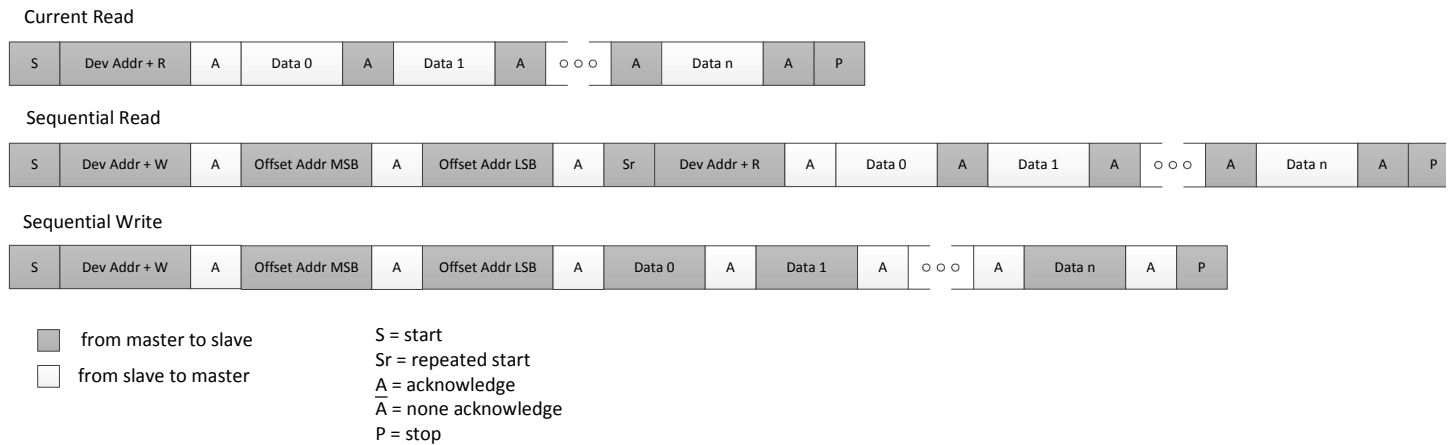 Current Read
S Dev Addr + R A Data 0 A Data 1 A ○ ○ ○ A Data n A P
Sequential Read
S Dev Addr + W A Offset Addr MSB A Offset Addr LSB A Sr Dev Addr + R A Data 0 A Data 1 A ○ ○ ○ A Data n A P
Sequential Write
S Dev Addr + W A Offset Addr MSB A Offset Addr LSB A Data 0 A Data 1 A ○ ○ ○ A Data n A P
from master to slave
from slave to master
S = start
Sr = repeated start
A = acknowledge
A̅ = none acknowledge
P = stop